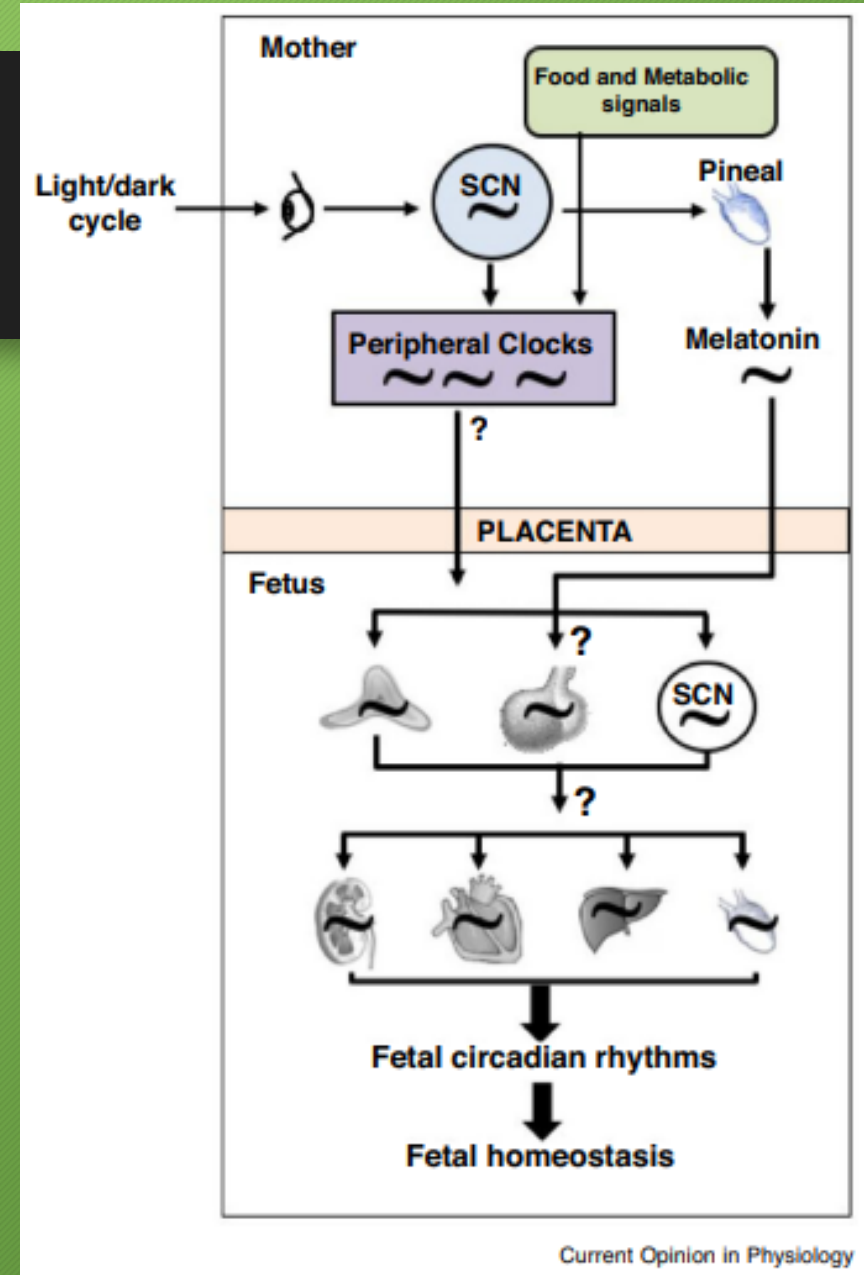 Mother
Food and Metabolic
signals
Light/dark
cycle
SCN
Pineal
Peripheral Clocks
Melatonin
?
PLACENTA
Fetus
?
SCN
?
Fetal circadian rhythms
Fetal homeostasis
Current Opinion in Physiology